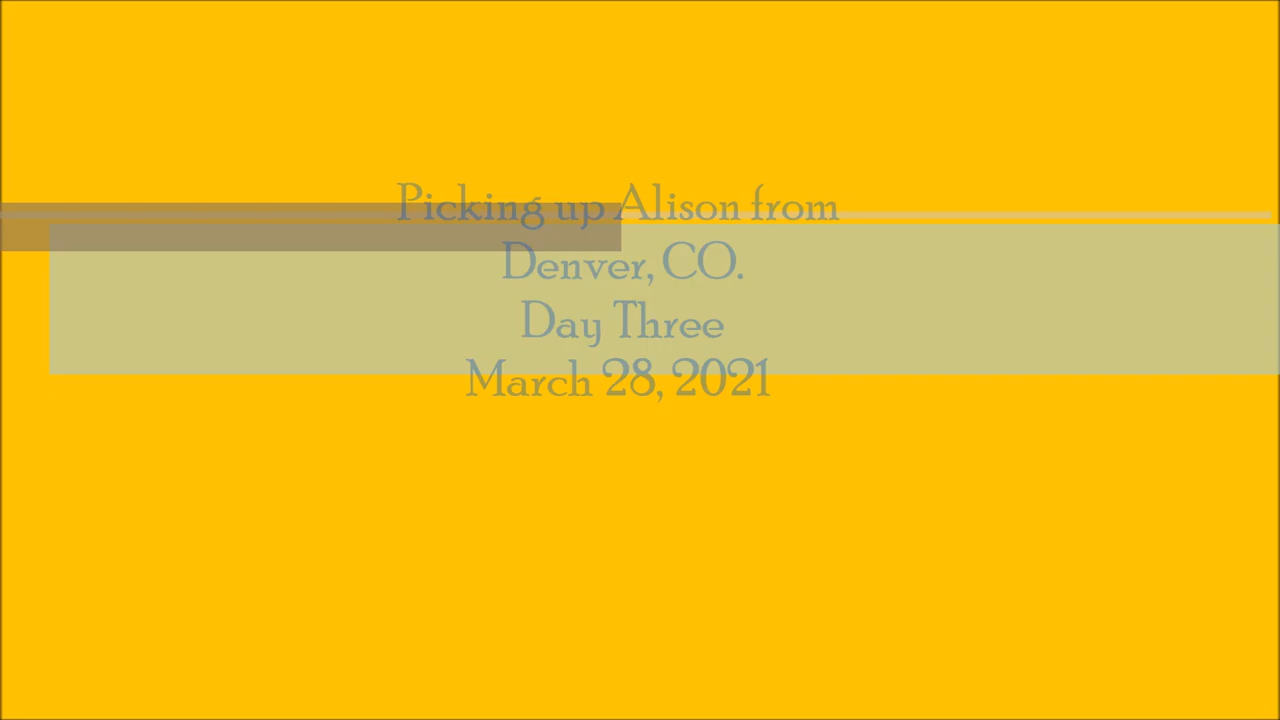 Picking up Alison from
Denver, CO.
Day Three
March 28, 2021